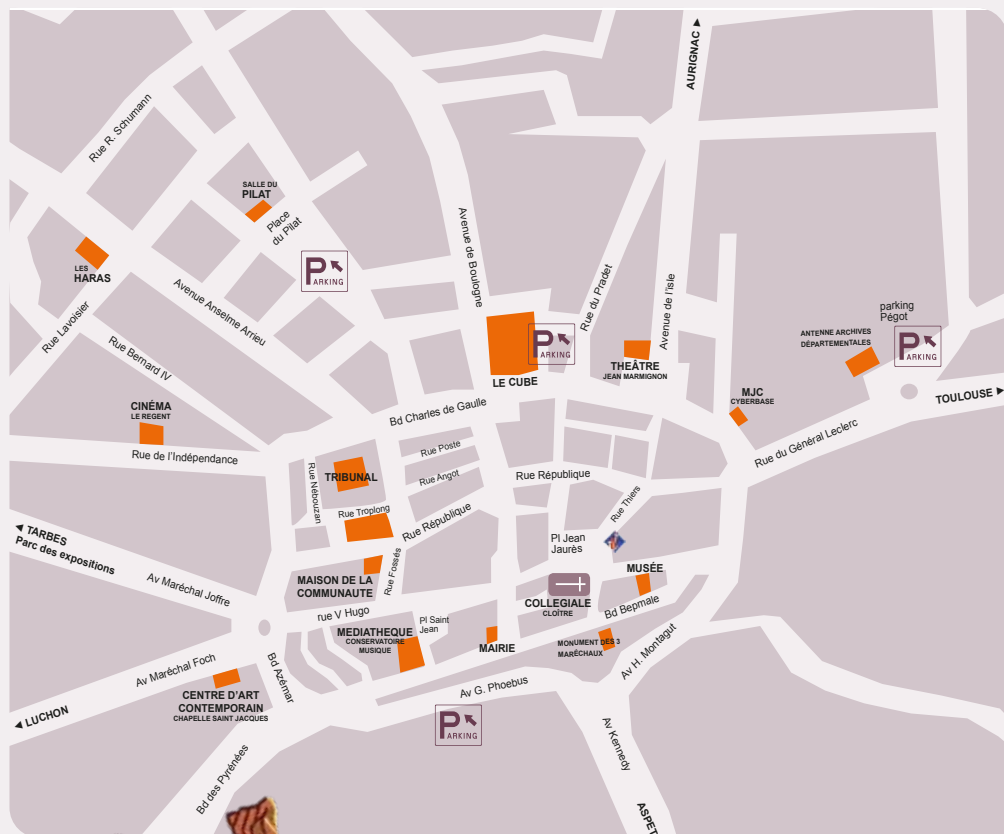 AURIGNAC ▲
Rue R. Schumann
SALLE DU
PILAT
Place
du Pilat
LES
HARAS
P
ARKING
Avenue de Boulogne
Avenue Anselme Arrieu
Rue Lavoisier
Rue Bernard IV
Rue du Pradet
Avenue de l'isle
parking
Pégot
ANTENNE ARCHIVES
DÉPARTEMENTALES
P
ARKING
P
ARKING
LE CUBE
THEÂTRE
JEAN MARMIGNON
MJC
CYBERBASE
TOULOUSE ►
CINÉMA
LE REGENT
Bd Charles de Gaulle
Rue de l'Indépendance
Rue du Général Leclerc
Rue Poste
Rue Angot
Rue République
Rue Nébouzan
TRIBUNAL
Rue Troplong
Rue République
Rue Thiers
Pl Jean
Jaurès
◄ TARBES
Parc des expositions
Av Maréchal Joffre
MAISON DE LA
COMMUNAUTE
Rue Fossés
MUSÉE
COLLEGIALE
CLOÎTRE
Bd Bepmale
rue V Hugo
Pl Saint
Jean
MEDIATHEQUE
CONSERVATOIRE
MUSIQUE
MAIRIE
MONUMENT DES 3
MARÉCHAUX
Av H. Montagut
Av Maréchal Foch
Bd Azémar
CENTRE D'ART
CONTEMPORAIN
CHAPELLE SAINT JACQUES
◄ LUCHON
Av G. Phoebus
P
ARKING
Av Kennedy
Bd des Pyrénées
ASPET